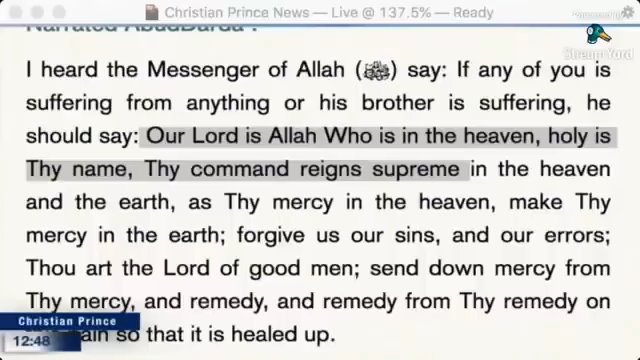 Christian Prince News — Live @ 137.5% — Ready
Narrated AbudDarda':
I heard the Messenger of Allah (ﷺ) say: If any of you is
suffering from anything or his brother is suffering, he
should say: Our Lord is Allah Who is in the heaven, holy is
Thy name, Thy command reigns supreme in the heaven
and the earth, as Thy mercy in the heaven, make Thy
mercy in the earth; forgive us our sins, and our errors;
Thou art the Lord of good men; send down mercy from
Thy mercy, and remedy, and remedy from Thy remedy on
so that it is healed up.
Christian Prince
12:48
Stream Yard